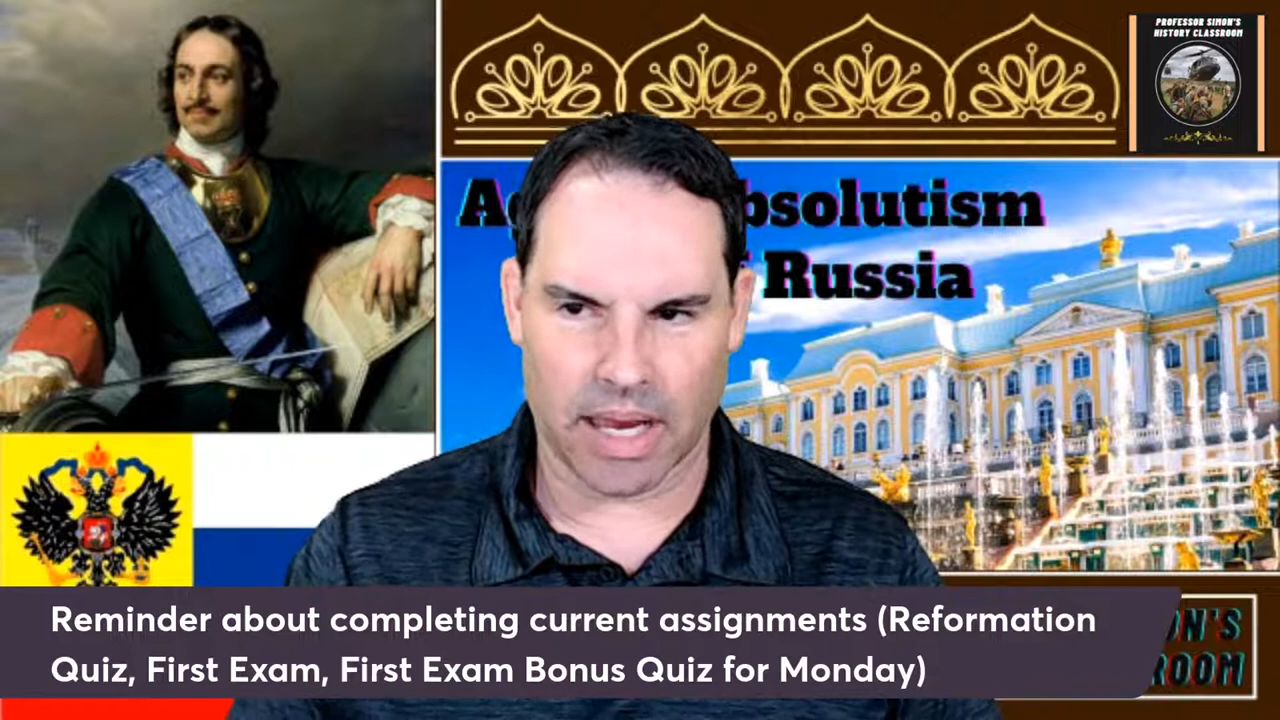 PROFESSOR SIMON'S
HISTORY CLASSROOM
Absolutism
Russia
Reminder about completing current assignments (Reformation
Quiz, First Exam, First Exam Bonus Quiz for Monday)